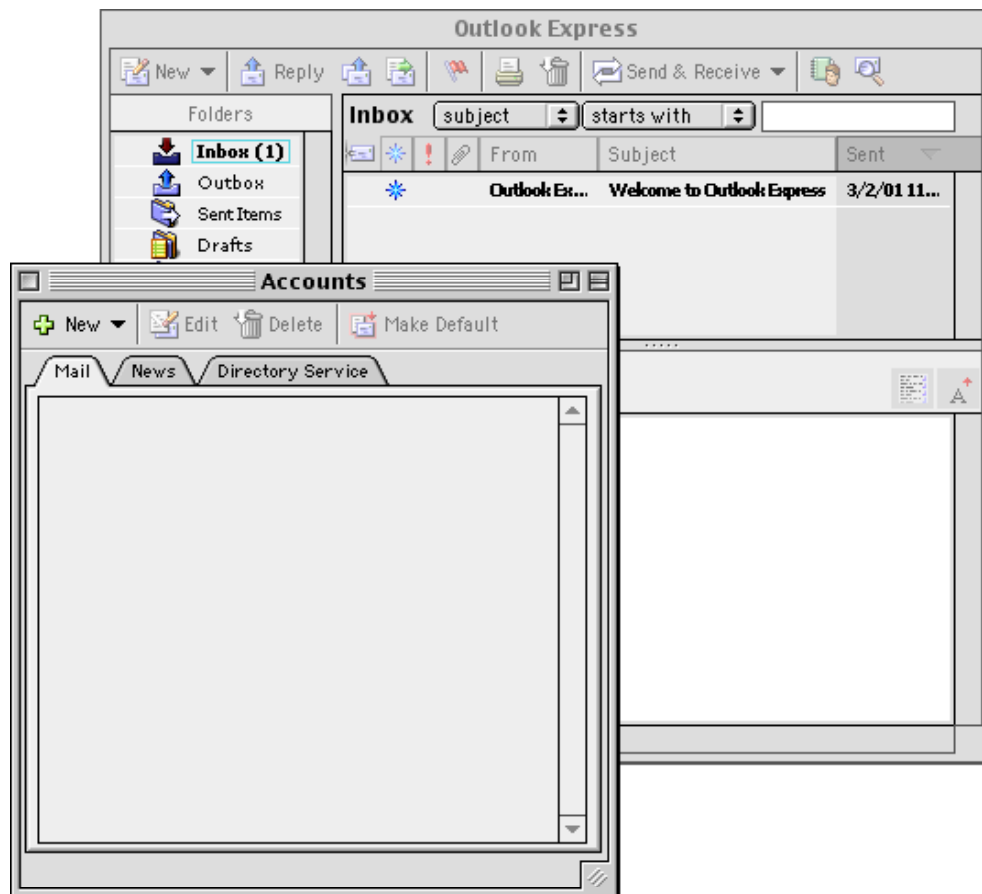 Outlook Express
New Reply Send & Receive
Folders
Inbox (1)
Outbox
Sent Items
Drafts
Inbox subject starts with
From Subject Sent
Outlook Ex... Welcome to Outlook Express 3/2/01 11...
Accounts
New Edit Delete Make Default
Mail News Directory Service
A